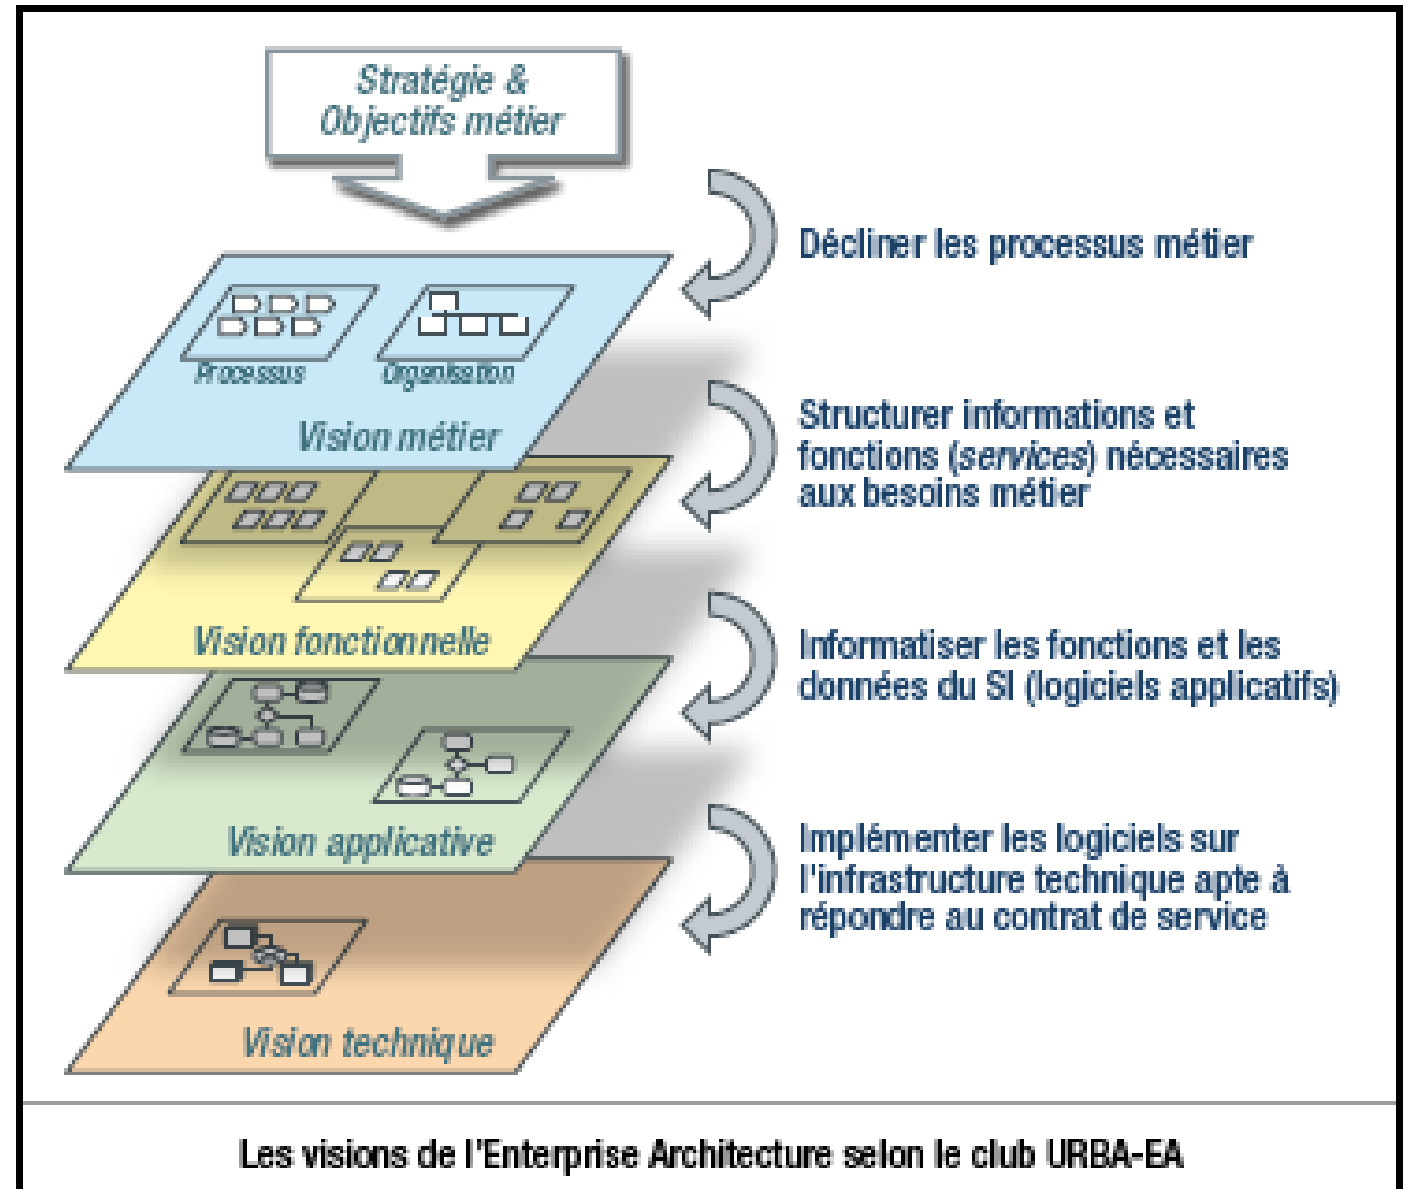 Stratégie &
Objectifs métier
Décliner les processus métier
Processus
Organisation
Vision métier
Structurer informations et
fonctions (services) nécessaires
aux besoins métier
Vision fonctionnelle
Informatiser les fonctions et les
données du SI (logiciels applicatifs)
Vision applicative
Implémenter les logiciels sur
l'infrastructure technique apte à
répondre au contrat de service
Vision technique
Les visions de l'Enterprise Architecture selon le club URBA-EA